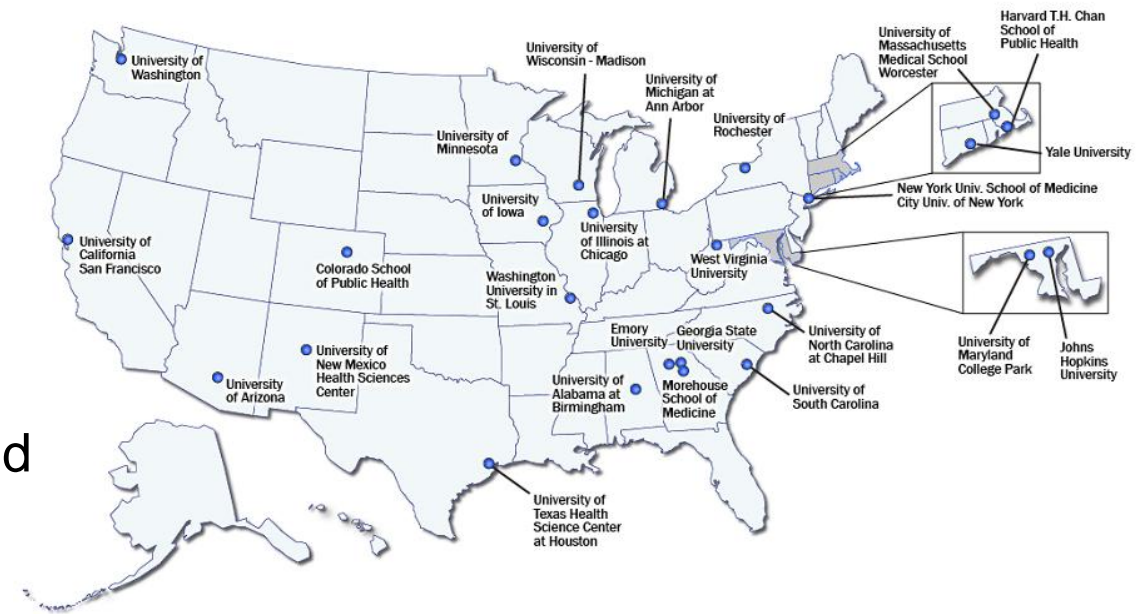 University of
Washington
University of
Wisconsin - Madison
University of
Michigan at
Ann Arbor
University of
Massachusetts
Medical School
Worcester
Harvard T.H. Chan
School of
Public Health
University of
Rochester
University of
Minnesota
Yale University
New York Univ. School of Medicine
City Univ. of New York
University
of Iowa
University
of Illinois at
Chicago
West Virginia
University
University of
California
San Francisco
Colorado School
of Public Health
Washington
University in
St. Louis
Emory
University
Georgia State
University
University of
North Carolina
at Chapel Hill
University of
Maryland
College Park
Johns
Hopkins
University
University of
New Mexico
Health Sciences
Center
University
of Arizona
University of
Alabama at
Birmingham
Morehouse
School of
Medicine
University of
South Carolina
d
University of
Texas Health
Science Center
at Houston